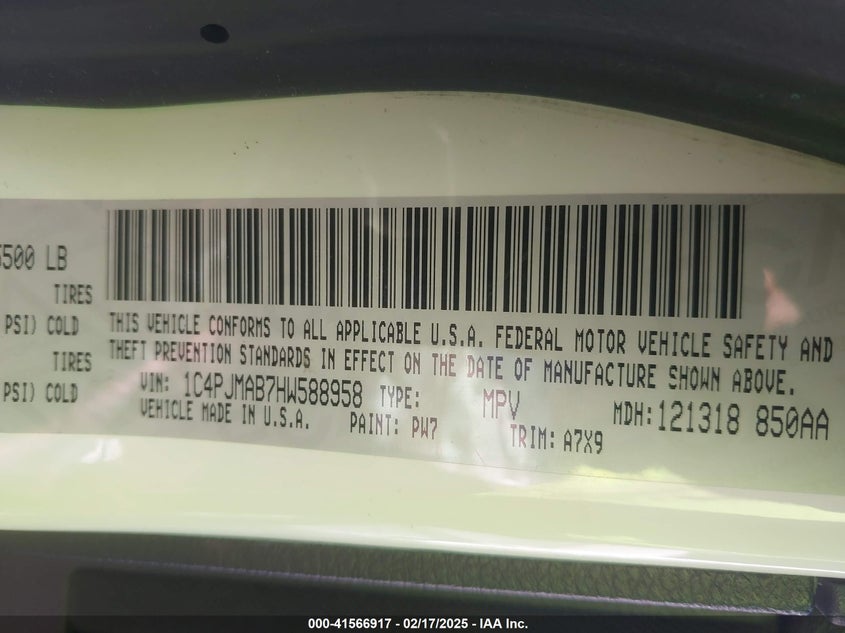 5500 LB
TIRES
PSI) COLD
TIRES
PSI) COLD
THIS VEHICLE CONFORMS TO ALL APPLICABLE U.S.A. FEDERAL MOTOR VEHICLE SAFETY AND
THEFT PREVENTION STANDARDS IN EFFECT ON THE DATE OF MANUFACTURE SHOWN ABOVE.
VIN: 1C4PJMAB7HW588958 TYPE: MPV MDH: 121318 850AA
VEHICLE MADE IN U.S.A. PAINT: PW7 TRIM: A7X9
000-41566917 - 02/17/2025 - IAA Inc.